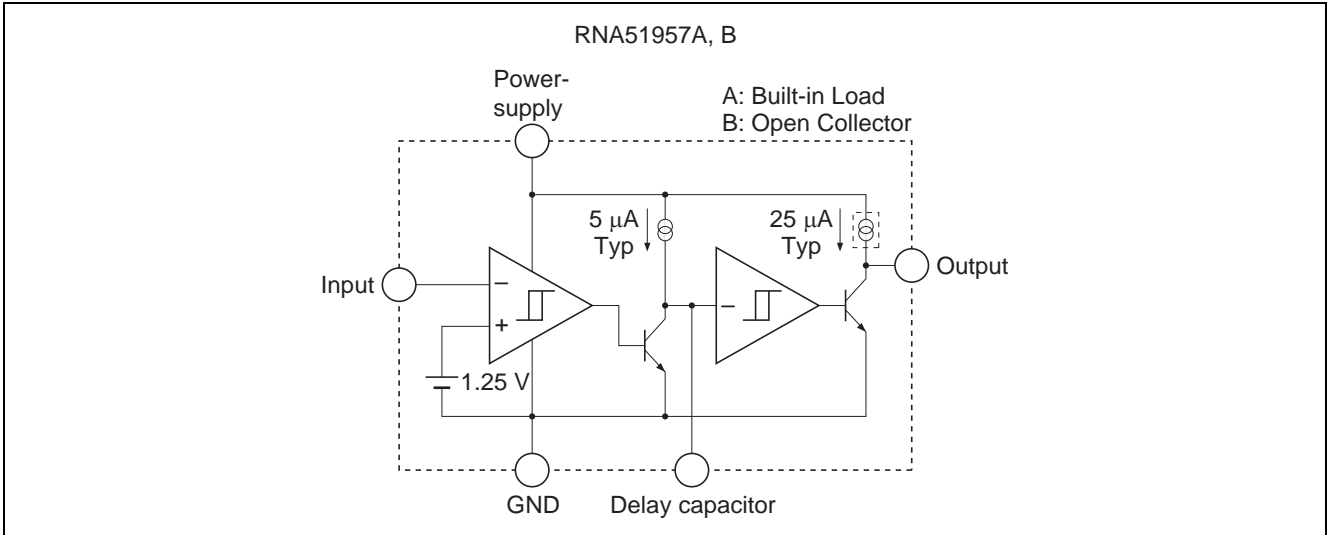 RNA51957A, B
Power-
supply
A: Built-in Load
B: Open Collector
5 μA
Typ
25 μA
Typ
Input
−
+
−
Output
1.25 V
GND
Delay capacitor